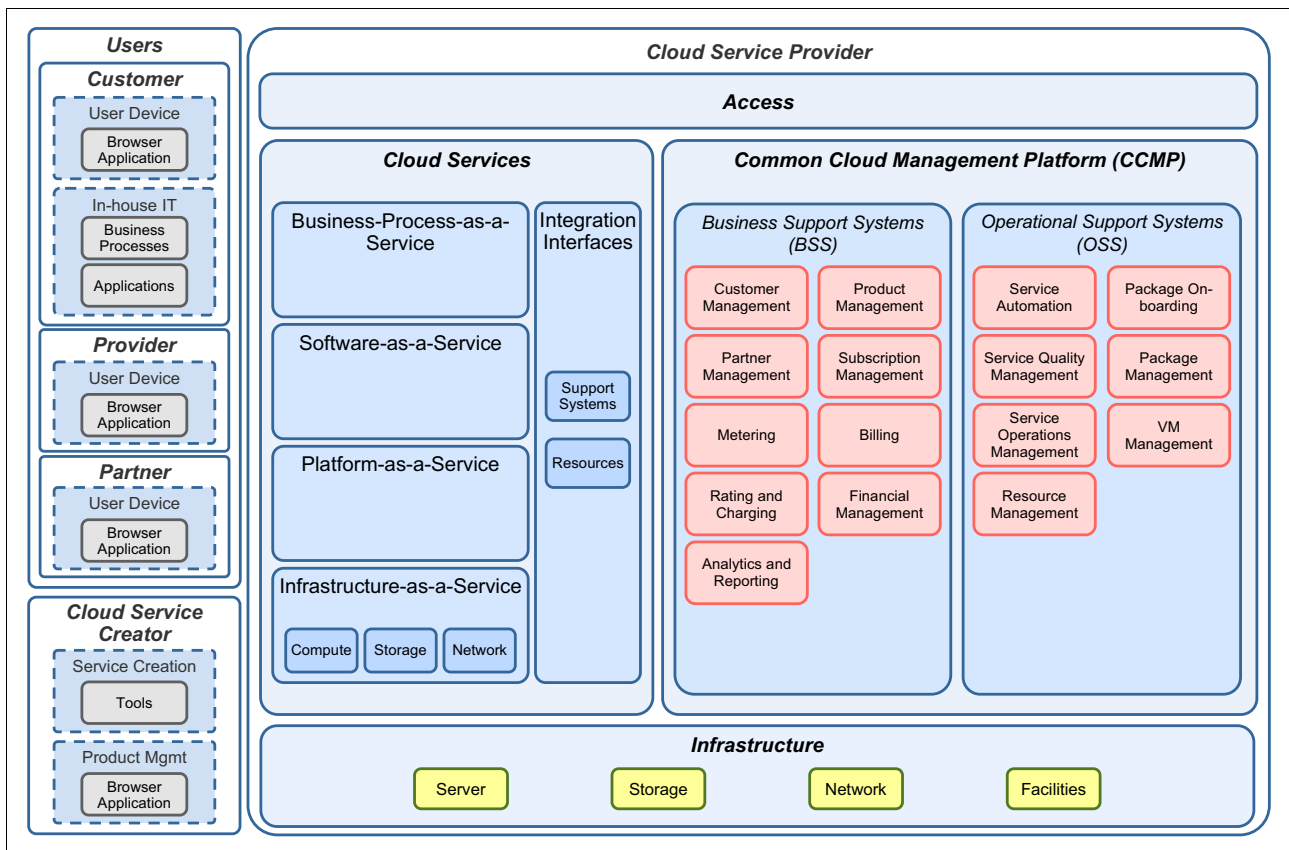 Users
Customer
User Device
Browser
Application
In-house IT
Business
Processes
Applications
Provider
User Device
Browser
Application
Partner
User Device
Browser
Application
Cloud Service
Creator
Service Creation
Tools
Product Mgmt
Browser
Application
Cloud Service Provider
Access
Cloud Services
Business-Process-as-a-
Service
Software-as-a-Service
Platform-as-a-Service
Infrastructure-as-a-Service
Compute
Storage
Network
Integration
Interfaces
Support
Systems
Resources
Common Cloud Management Platform (CCMP)
Business Support Systems
(BSS)
Customer
Management
Product
Management
Partner
Management
Subscription
Management
Metering
Billing
Rating and
Charging
Financial
Management
Analytics and
Reporting
Operational Support Systems
(OSS)
Service
Automation
Package On-
boarding
Service Quality
Management
Package
Management
Service
Operations
Management
VM
Management
Resource
Management
Infrastructure
Server
Storage
Network
Facilities